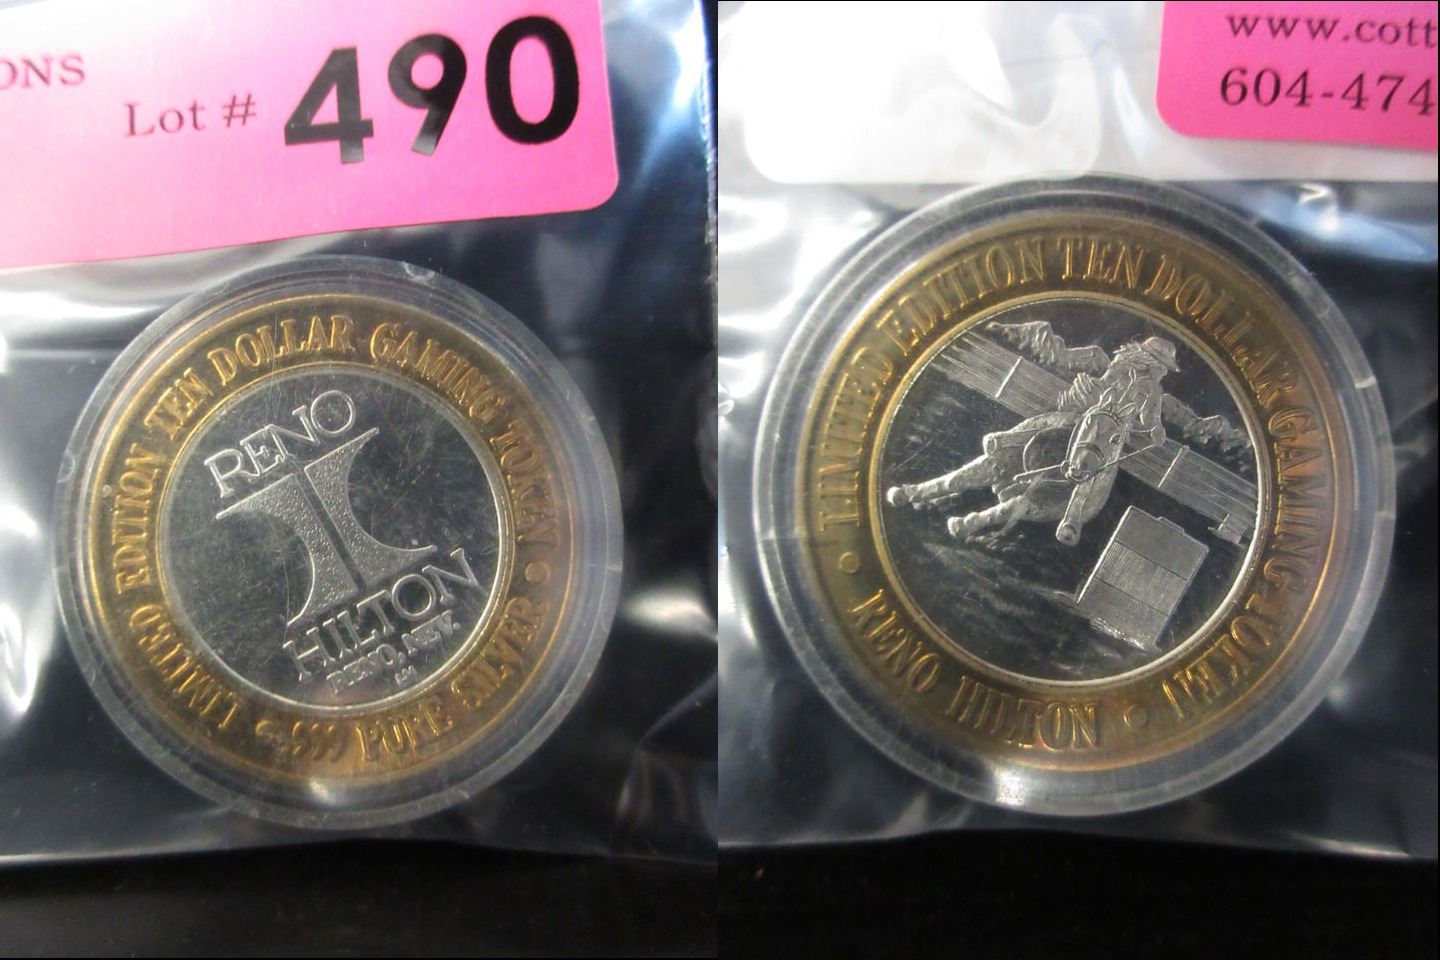 ONS
Lot # 490
LIMITED EDITION TEN DOLLAR GAMING TOKEN
.999 PURE SILVER
RENO
HILTON
RENO, NEV.
www.cott
604-474
LIMITED EDITION TEN DOLLAR GAMING TOKEN
RENO HILTON